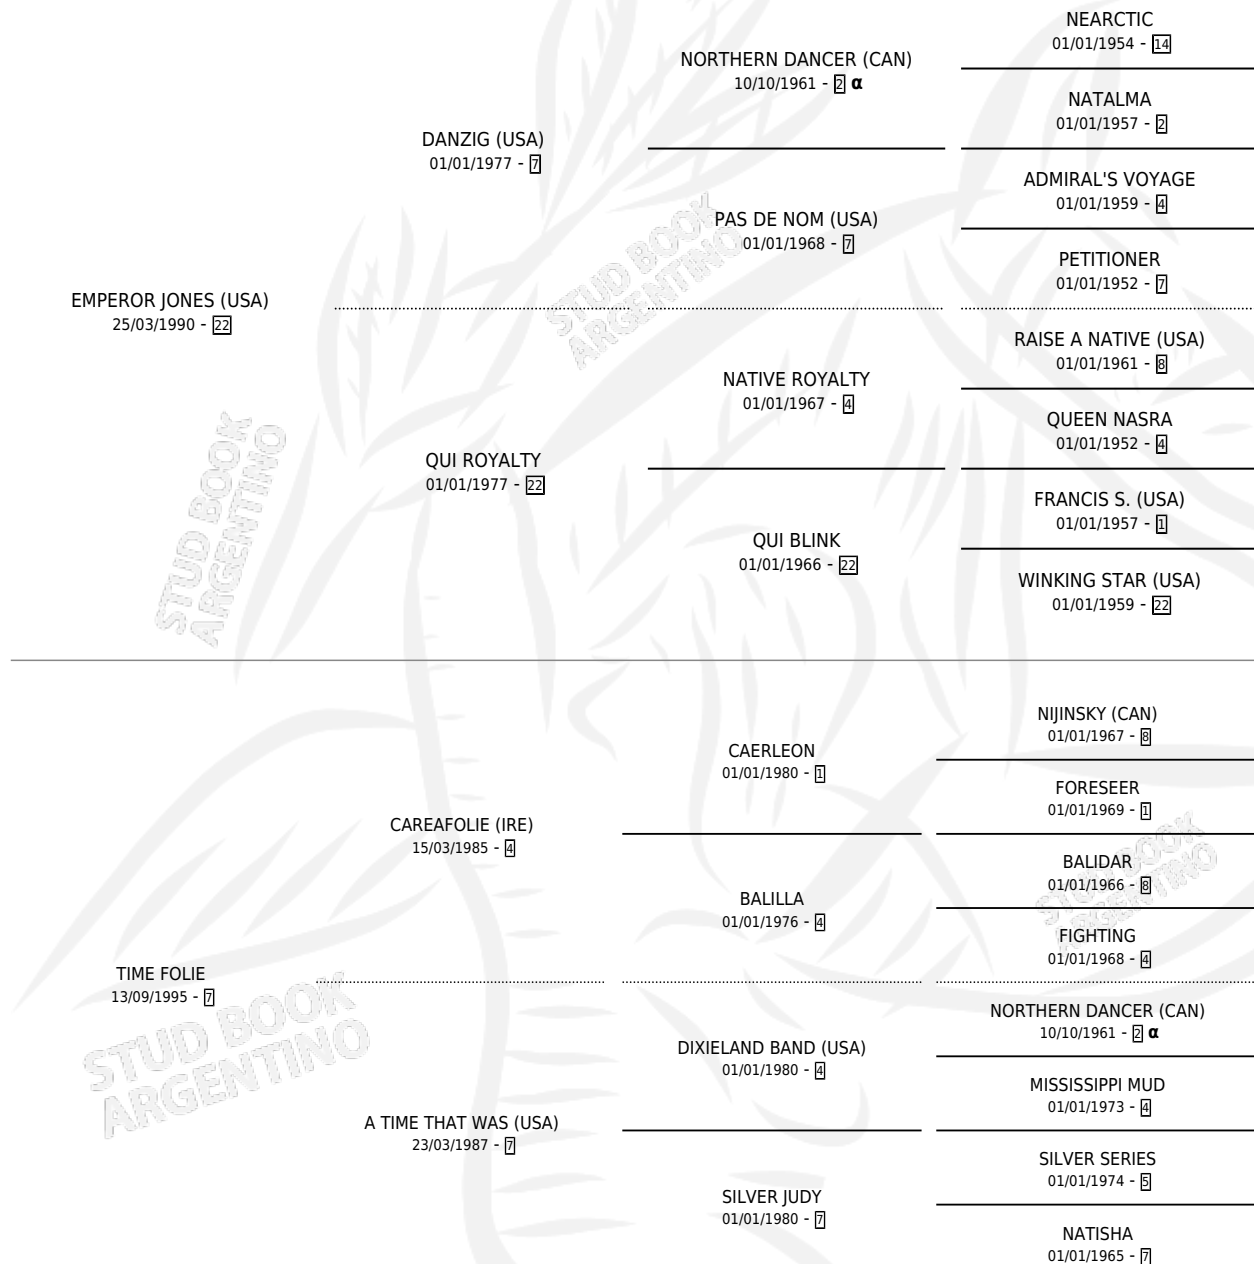 NEARCTIC
01/01/1954 - 14
NORTHERN DANCER (CAN)
10/10/1961 - 2 α
NATALMA
01/01/1957 - 2
DANZIG (USA)
01/01/1977 - 7
ADMIRAL'S VOYAGE
01/01/1959 - 4
PAS DE NOM (USA)
01/01/1968 - 7
PETITIONER
01/01/1952 - 7
EMPEROR JONES (USA)
25/03/1990 - 22
RAISE A NATIVE (USA)
01/01/1961 - 8
NATIVE ROYALTY
01/01/1967 - 4
QUEEN NASRA
01/01/1952 - 4
QUI ROYALTY
01/01/1977 - 22
FRANCIS S. (USA)
01/01/1957 - 1
QUI BLINK
01/01/1966 - 22
WINKING STAR (USA)
01/01/1959 - 22
NIJINSKY (CAN)
01/01/1967 - 8
CAERLEON
01/01/1980 - 1
FORESEER
01/01/1969 - 1
CAREAFOLIE (IRE)
15/03/1985 - 4
BALIDAR
01/01/1966 - 8
BALILLA
01/01/1976 - 4
FIGHTING
01/01/1968 - 4
TIME FOLIE
13/09/1995 - 7
NORTHERN DANCER (CAN)
10/10/1961 - 2 α
DIXIELAND BAND (USA)
01/01/1980 - 4
MISSISSIPPI MUD
01/01/1973 - 4
A TIME THAT WAS (USA)
23/03/1987 - 7
SILVER SERIES
01/01/1974 - 5
SILVER JUDY
01/01/1980 - 7
NATISHA
01/01/1965 - 7
STUD BOOK
ARGENTINO
STUD BOOK
ARGENTINO
STUD BOOK
ARGENTINO
STUD BOOK
ARGENTINO